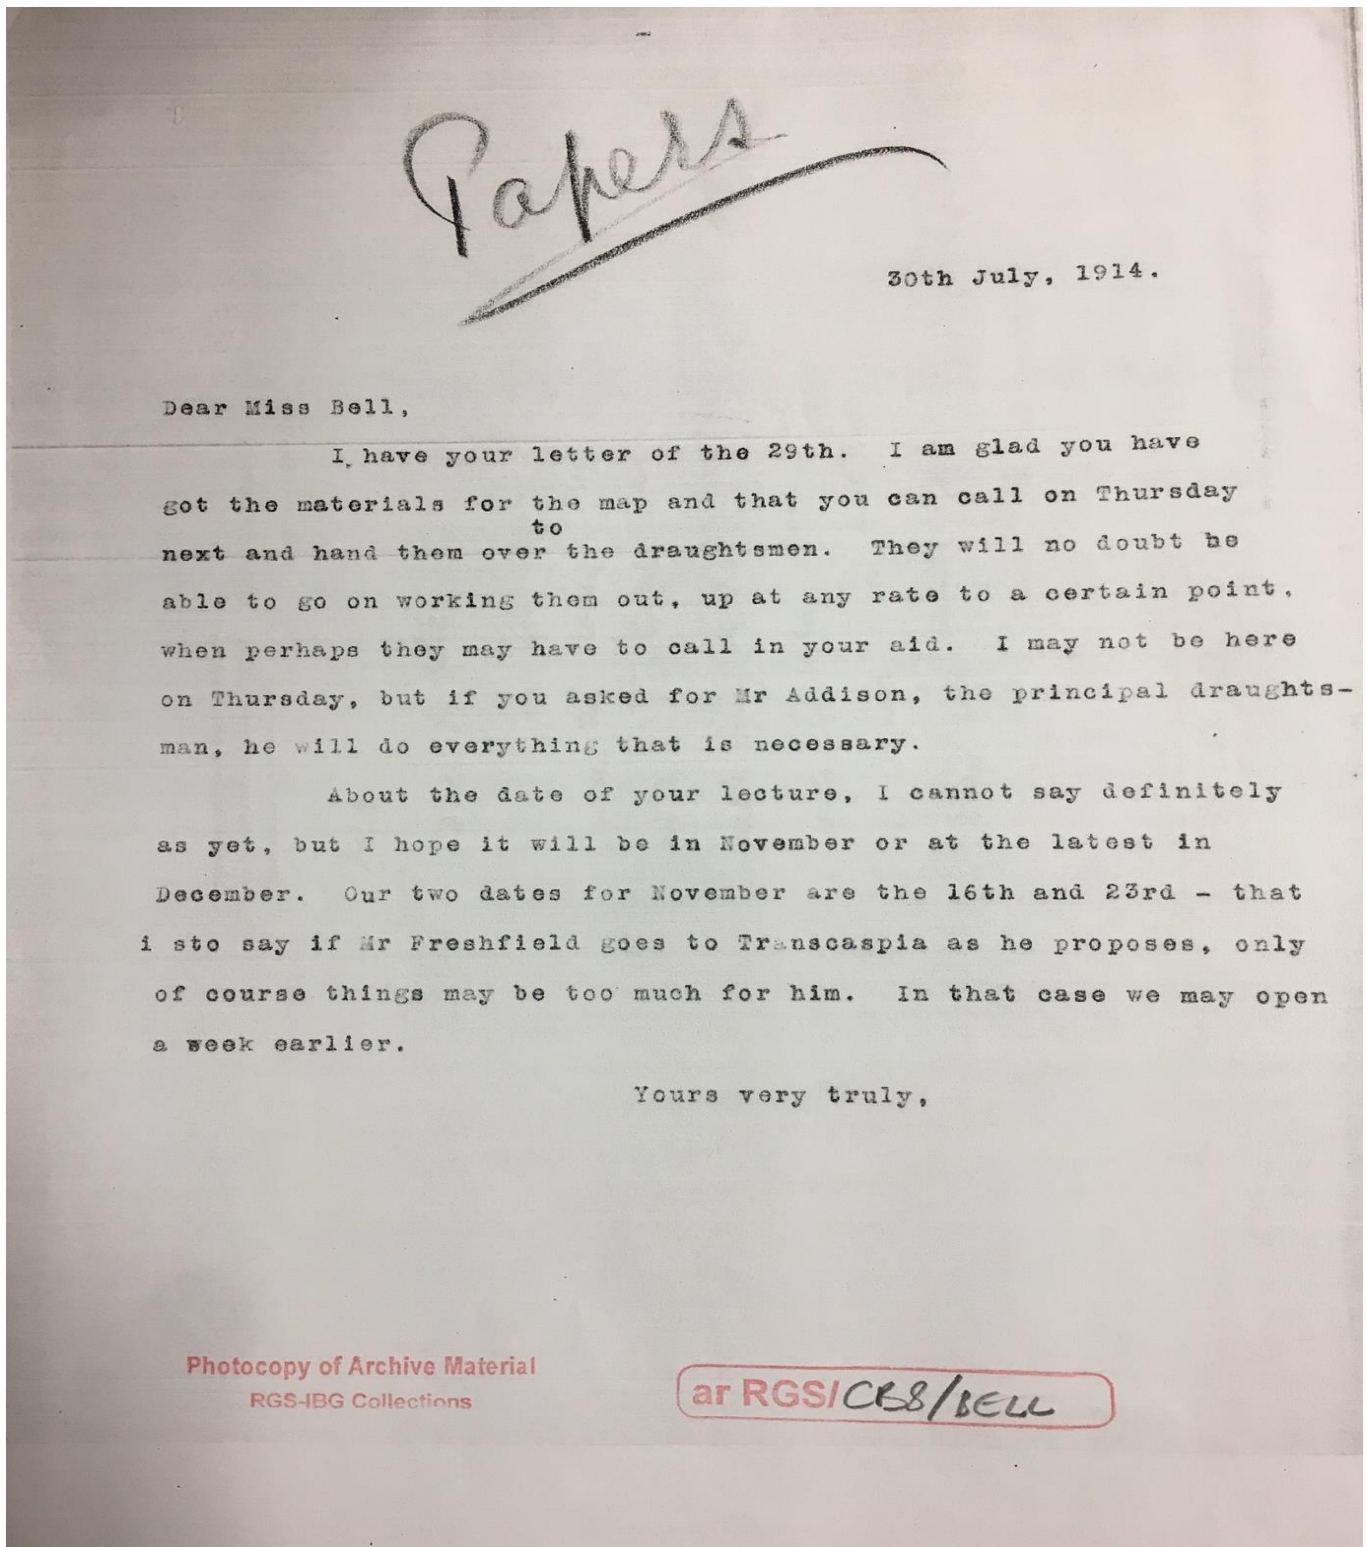 Papers
30th July, 1914.
Dear Miss Bell,
I have your letter of the 29th. I am glad you have
got the materials for the map and that you can call on Thursday
to
next and hand them over the draughtsmen. They will no doubt be
able to go on working them out, up at any rate to a certain point,
when perhaps they may have to call in your aid. I may not be here
on Thursday, but if you asked for Mr Addison, the principal draughts-
man, he will do everything that is necessary.
About the date of your lecture, I cannot say definitely
as yet, but I hope it will be in November or at the latest in
December. Our two dates for November are the 16th and 23rd - that
i sto say if Mr Freshfield goes to Transcaspia as he proposes, only
of course things may be too much for him. In that case we may open
a week earlier.
Yours very truly,
Photocopy of Archive Material
RGS-IBG Collections
ar RGS/CB8/BELL